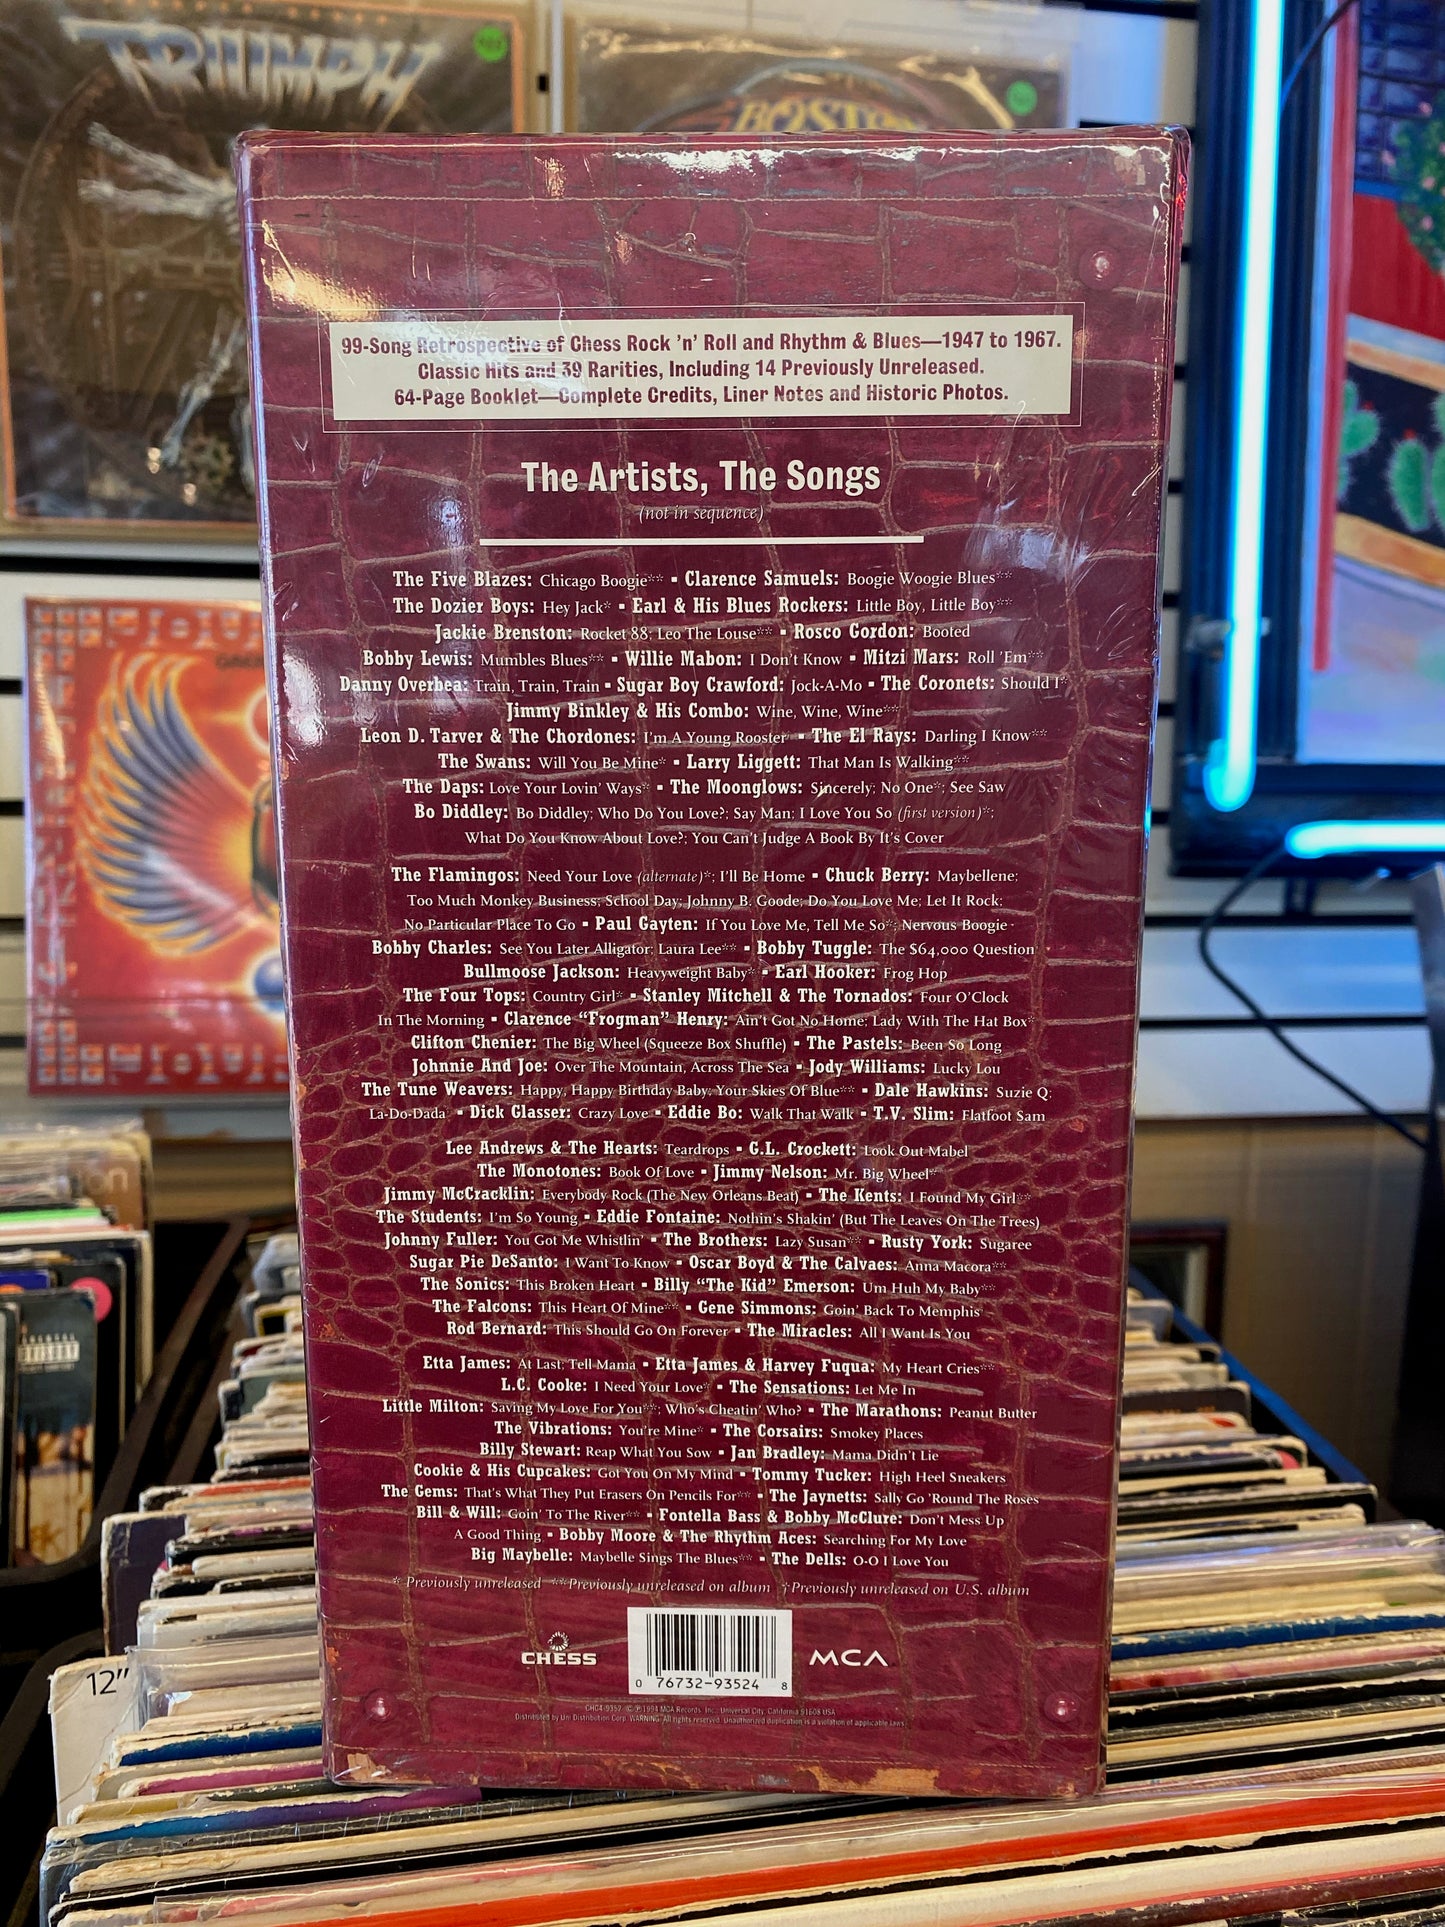 TRIUMPH
BOSTON
99-Song Retrospective of Chess Rock 'n' Roll and Rhythm & Blues—1947 to 1967.
Classic Hits and 39 Rarities, Including 14 Previously Unreleased.
64-Page Booklet—Complete Credits, Liner Notes and Historic Photos.
The Artists, The Songs
(not in sequence)
The Five Blazes: Chicago Boogie** ▪ Clarence Samuels: Boogie Woogie Blues**
The Dozier Boys: Hey Jack* ▪ Earl & His Blues Rockers: Little Boy, Little Boy**
Jackie Brenston: Rocket 88; Leo The Louse** ▪ Rosco Gordon: Booted
Bobby Lewis: Mumbles Blues** ▪ Willie Mabon: I Don't Know ▪ Mitzi Mars: Roll 'Em**
Danny Overbea: Train, Train, Train ▪ Sugar Boy Crawford: Jock-A-Mo ▪ The Coronets: Should I*
Jimmy Binkley & His Combo: Wine, Wine, Wine**
Leon D. Tarver & The Chordones: I'm A Young Rooster ▪ The El Rays: Darling I Know**
The Swans: Will You Be Mine* ▪ Larry Liggett: That Man Is Walking**
The Daps: Love Your Lovin' Ways* ▪ The Moonglows: Sincerely; No One*; See Saw
Bo Diddley: Bo Diddley; Who Do You Love?; Say Man; I Love You So (first version)*;
What Do You Know About Love?; You Can't Judge A Book By It's Cover
The Flamingos: Need Your Love (alternate)*; I'll Be Home ▪ Chuck Berry: Maybellene;
Too Much Monkey Business; School Day; Johnny B. Goode; Do You Love Me; Let It Rock;
No Particular Place To Go ▪ Paul Gayten: If You Love Me, Tell Me So*; Nervous Boogie
Bobby Charles: See You Later Alligator; Laura Lee** ▪ Bobby Tuggle: The $64,000 Question
Bullmoose Jackson: Heavyweight Baby* ▪ Earl Hooker: Frog Hop
The Four Tops: Country Girl* ▪ Stanley Mitchell & The Tornados: Four O'Clock
In The Morning ▪ Clarence "Frogman" Henry: Ain't Got No Home; Lady With The Hat Box*
Clifton Chenier: The Big Wheel (Squeeze Box Shuffle) ▪ The Pastels: Been So Long
Johnnie And Joe: Over The Mountain, Across The Sea ▪ Jody Williams: Lucky Lou
The Tune Weavers: Happy, Happy Birthday Baby; Your Skies Of Blue** ▪ Dale Hawkins: Suzie Q;
La-Do-Dada ▪ Dick Glasser: Crazy Love ▪ Eddie Bo: Walk That Walk ▪ T.V. Slim: Flatfoot Sam
Lee Andrews & The Hearts: Teardrops ▪ G.L. Crockett: Look Out Mabel
The Monotones: Book Of Love ▪ Jimmy Nelson: Mr. Big Wheel*
Jimmy McCracklin: Everybody Rock (The New Orleans Beat) ▪ The Kents: I Found My Girl**
The Students: I'm So Young ▪ Eddie Fontaine: Nothin's Shakin' (But The Leaves On The Trees)
Johnny Fuller: You Got Me Whistlin' ▪ The Brothers: Lazy Susan** ▪ Rusty York: Sugaree
Sugar Pie DeSanto: I Want To Know ▪ Oscar Boyd & The Calvaes: Anna Macora**
The Sonics: This Broken Heart ▪ Billy "The Kid" Emerson: Um Huh My Baby**
The Falcons: This Heart Of Mine** ▪ Gene Simmons: Goin' Back To Memphis
Rod Bernard: This Should Go On Forever ▪ The Miracles: All I Want Is You
Etta James: At Last; Tell Mama ▪ Etta James & Harvey Fuqua: My Heart Cries**
L.C. Cooke: I Need Your Love* ▪ The Sensations: Let Me In
Little Milton: Saving My Love For You**; Who's Cheatin' Who? ▪ The Marathons: Peanut Butter
The Vibrations: You're Mine* ▪ The Corsairs: Smokey Places
Billy Stewart: Reap What You Sow ▪ Jan Bradley: Mama Didn't Lie
Cookie & His Cupcakes: Got You On My Mind ▪ Tommy Tucker: High Heel Sneakers
The Gems: That's What They Put Erasers On Pencils For** ▪ The Jaynetts: Sally Go 'Round The Roses
Bill & Will: Goin' To The River** ▪ Fontella Bass & Bobby McClure: Don't Mess Up
A Good Thing ▪ Bobby Moore & The Rhythm Aces: Searching For My Love
Big Maybelle: Maybelle Sings The Blues** ▪ The Dells: O-O I Love You
* Previously unreleased **Previously unreleased on album †Previously unreleased on U.S. album
CHESS
0 76732-93524 8
MCA
CHC4-9352 © ℗ 1994 MCA Records, Inc., Universal City, California 91608 USA
Distributed by Uni Distribution Corp. WARNING: All rights reserved. Unauthorized duplication is a violation of applicable laws.
12"